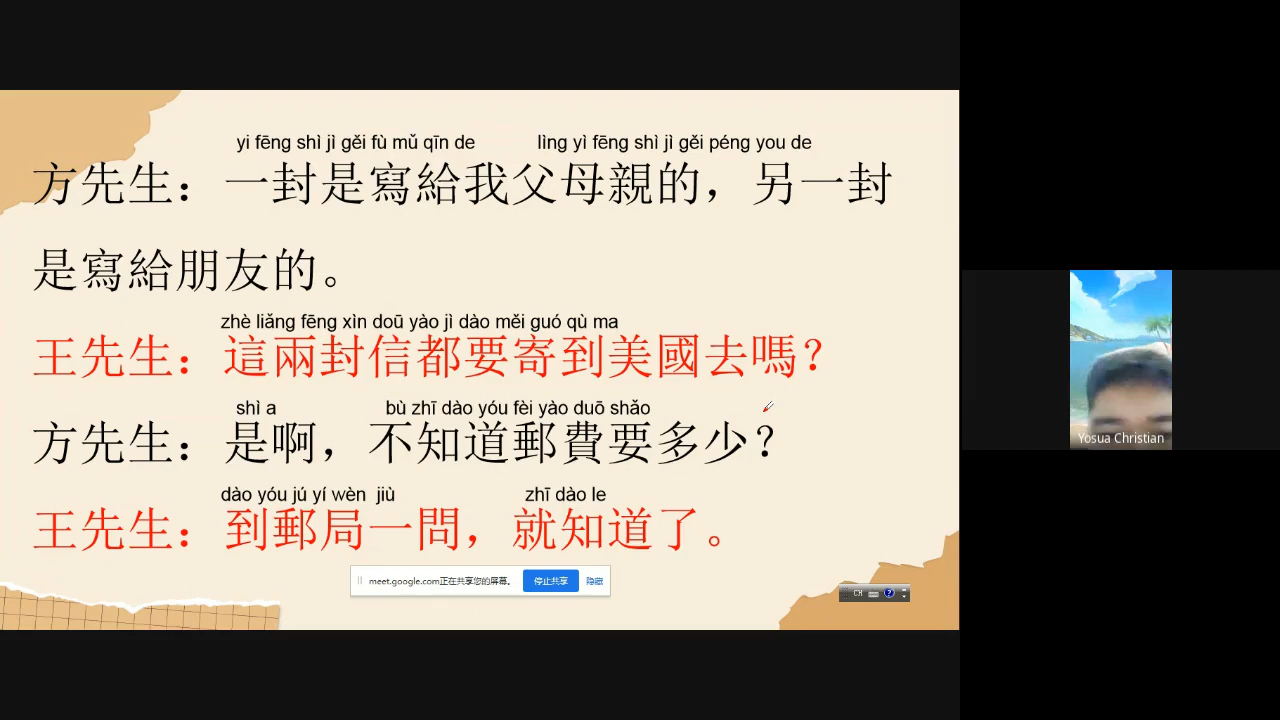 yi fēng shì jì gěi fù mǔ qīn de lìng yì fēng shì jì gěi péng you de
方先生：一封是寫給我父母親的，另一封
是寫給朋友的。
zhè liǎng fēng xìn doū yào jì dào měi guó qù ma
王先生：這兩封信都要寄到美國去嗎？
shì a bù zhī dào yóu fèi yào duō shǎo
方先生：是啊，不知道郵費要多少？
dào yóu jú yí wèn jiù zhī dào le
王先生：到郵局一問，就知道了。
meet.google.com正在共享您的屏幕。 停止共享 隐藏
CH
Yosua Christian